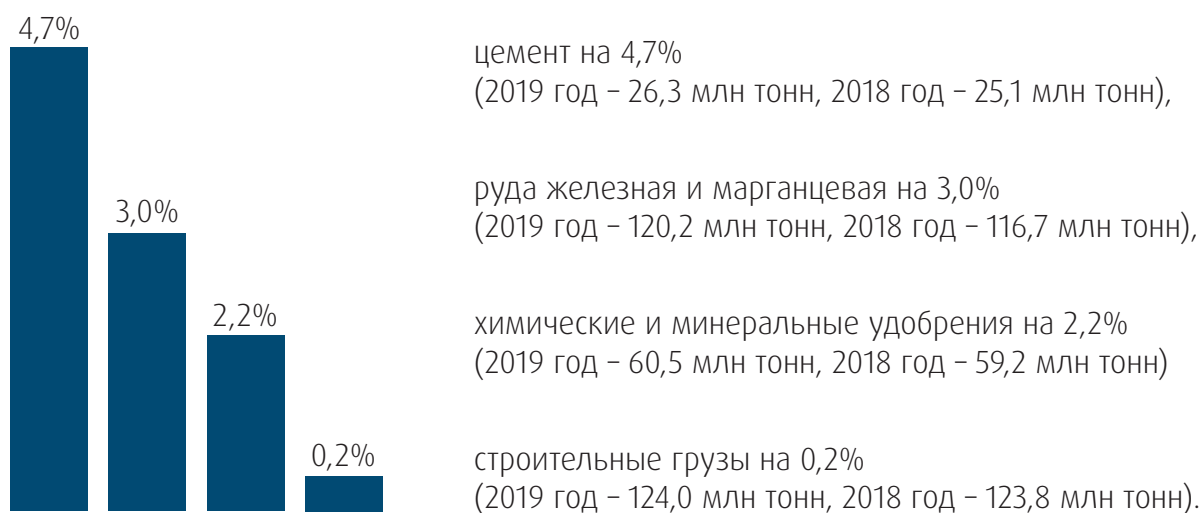 4,7%
3,0%
2,2%
0,2%
цемент на 4,7%
(2019 год – 26,3 млн тонн, 2018 год – 25,1 млн тонн),
руда железная и марганцевая на 3,0%
(2019 год – 120,2 млн тонн, 2018 год – 116,7 млн тонн),
химические и минеральные удобрения на 2,2%
(2019 год – 60,5 млн тонн, 2018 год – 59,2 млн тонн)
строительные грузы на 0,2%
(2019 год – 124,0 млн тонн, 2018 год – 123,8 млн тонн).